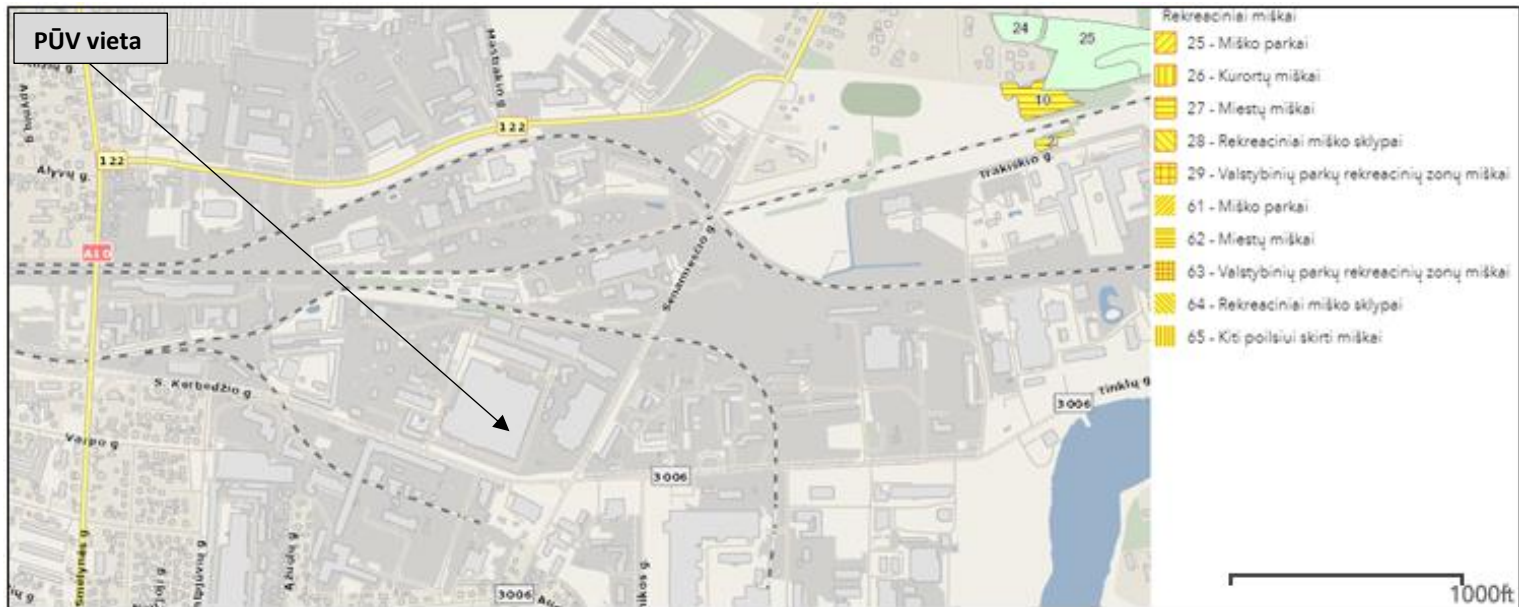 PŪV vieta
Alyvų g.
122
122
A10
Senamiesčio g.
S. Kerbedžio g.
Vaipo g.
Smėlynės g.
Ąžuolų g.
3006
3006
3006
Tinklų g.
24
25
10
Rekreaciniai miškai
25 - Miško parkai
26 - Kurortų miškai
27 - Miestų miškai
28 - Rekreaciniai miško sklypai
29 - Valstybinių parkų rekreacinių zonų miškai
61 - Miško parkai
62 - Miestų miškai
63 - Valstybinių parkų rekreacinių zonų miškai
64 - Rekreaciniai miško sklypai
65 - Kiti poilsiui skirti miškai
1000ft